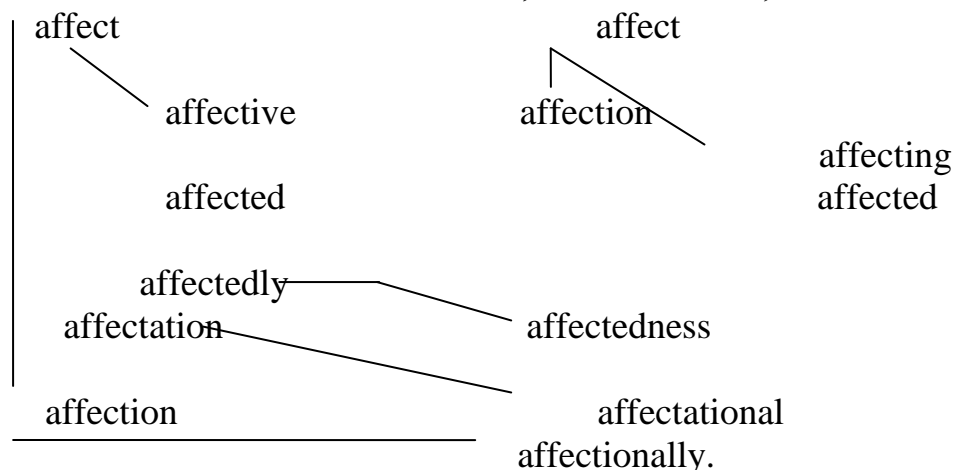 affect affect
affective affection
affecting
affected affected
affectedly
affectation affectedness
affection affectational
affectionally.